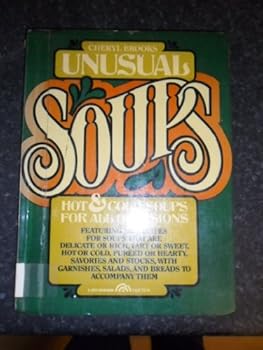 CHERYL BROOKS
UNUSUAL
SOUPS
HOT & COLD SOUPS
FOR ALL OCCASIONS
FEATURING RECIPES
FOR SOUPS THAT ARE
DELICATE OR RICH, TART OR SWEET,
HOT OR COLD, PUREED OR HEARTY.
SAVORIES AND STOCKS, WITH
GARNISHES, SALADS, AND BREADS TO
ACCOMPANY THEM